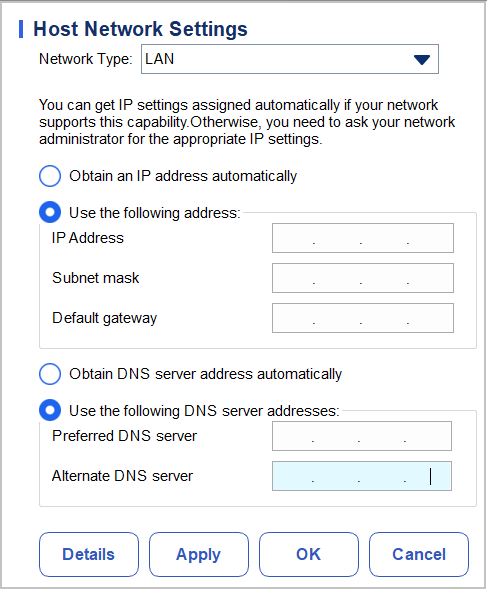 Host Network Settings
Network Type: LAN
You can get IP settings assigned automatically if your network
supports this capability.Otherwise, you need to ask your network
administrator for the appropriate IP settings.
Obtain an IP address automatically
Use the following address:
IP Address . . .
Subnet mask . . .
Default gateway . . .
Obtain DNS server address automatically
Use the following DNS server addresses:
Preferred DNS server . . .
Alternate DNS server . . .
Details Apply OK Cancel